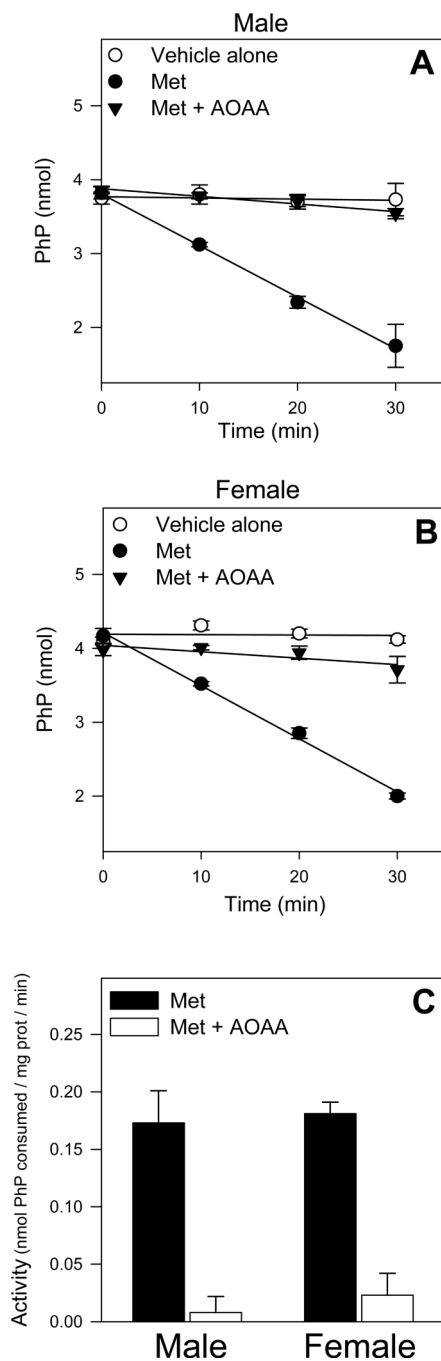 Male
Vehicle alone
A
Met
Met + AOAA
5
4
3
2
PhP (nmol)
0 10 20 30
Time (min)
Female
Vehicle alone
B
Met
Met + AOAA
5
4
3
2
PhP (nmol)
0 10 20 30
Time (min)
Met
C
Met + AOAA
0.25
0.20
0.15
0.10
0.05
0.00
Activity (nmol PhP consumed / mg prot / min)
Male Female